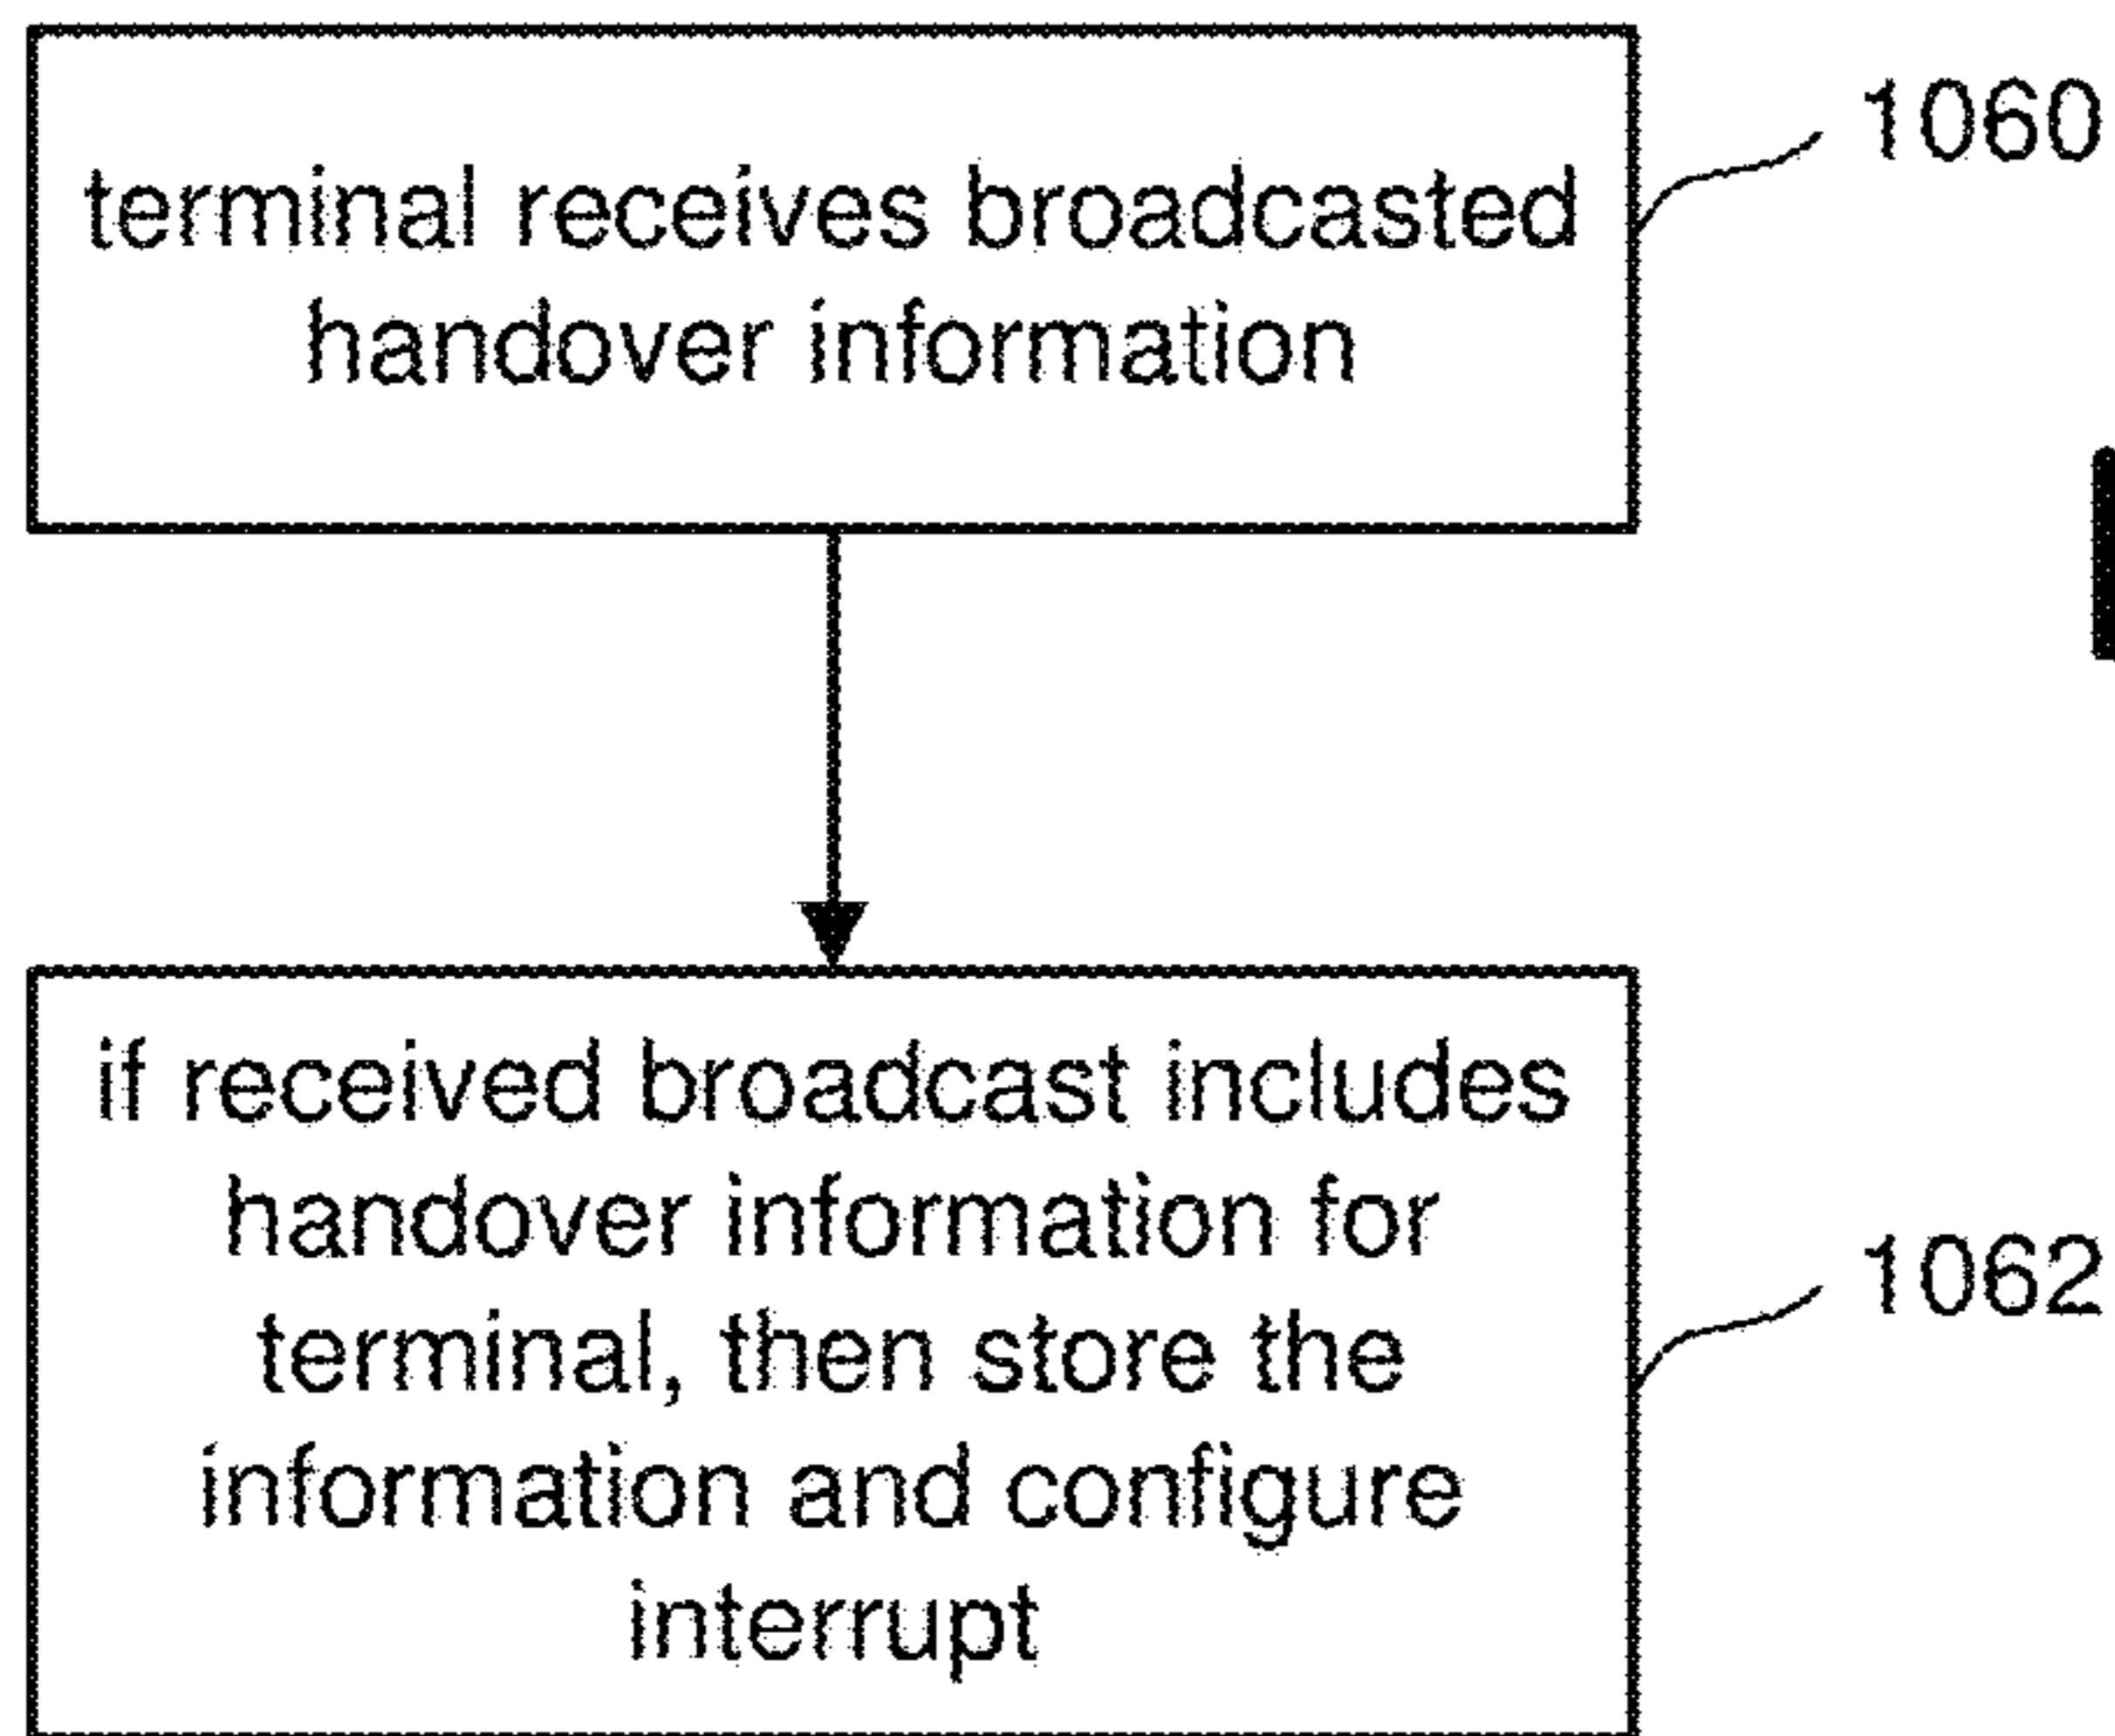 terminal receives broadcasted
handover information
1060
if received broadcast includes
handover information for
terminal, then store the
information and configure
interrupt
1062